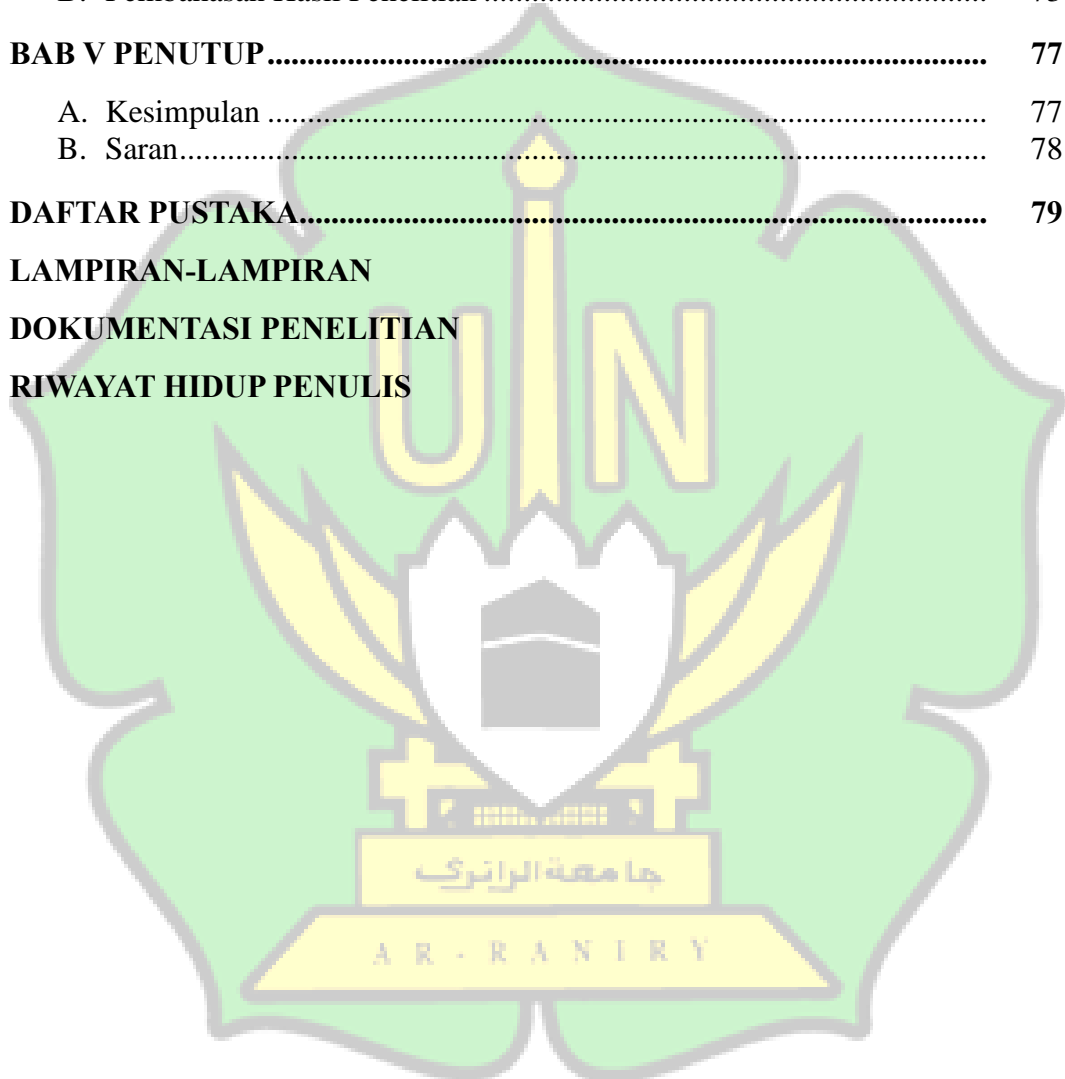 BAB V PENUTUP.......................................................................................... 77
A. Kesimpulan .......................................................................................... 77
B. Saran..................................................................................................... 78
DAFTAR PUSTAKA...................................................................................... 79
LAMPIRAN-LAMPIRAN
DOKUMENTASI PENELITIAN
RIWAYAT HIDUP PENULIS
UIN
جامعة الرانري
AR-RANIRY